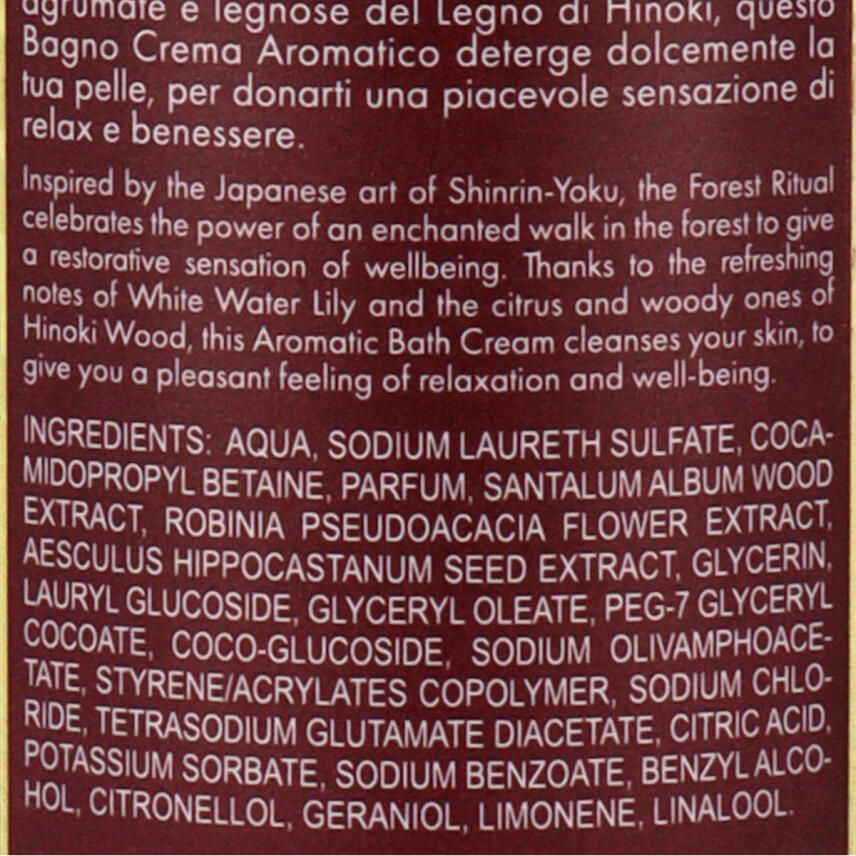 agrumate e legnose del Legno di Hinoki, questo
Bagno Crema Aromatico deterge dolcemente la
tua pelle, per donarti una piacevole sensazione di
relax e benessere.
Inspired by the Japanese art of Shinrin-Yoku, the Forest Ritual
celebrates the power of an enchanted walk in the forest to give
a restorative sensation of wellbeing. Thanks to the refreshing
notes of White Water Lily and the citrus and woody ones of
Hinoki Wood, this Aromatic Bath Cream cleanses your skin, to
give you a pleasant feeling of relaxation and well-being.
INGREDIENTS: AQUA, SODIUM LAURETH SULFATE, COCA-
MIDOPROPYL BETAINE, PARFUM, SANTALUM ALBUM WOOD
EXTRACT, ROBINIA PSEUDOACACIA FLOWER EXTRACT,
AESCULUS HIPPOCASTANUM SEED EXTRACT, GLYCERIN,
LAURYL GLUCOSIDE, GLYCERYL OLEATE, PEG-7 GLYCERYL
COCOATE, COCO-GLUCOSIDE, SODIUM OLIVAMPHOACE-
TATE, STYRENE/ACRYLATES COPOLYMER, SODIUM CHLO-
RIDE, TETRASODIUM GLUTAMATE DIACETATE, CITRIC ACID,
POTASSIUM SORBATE, SODIUM BENZOATE, BENZYL ALCO-
HOL, CITRONELLOL, GERANIOL, LIMONENE, LINALOOL.